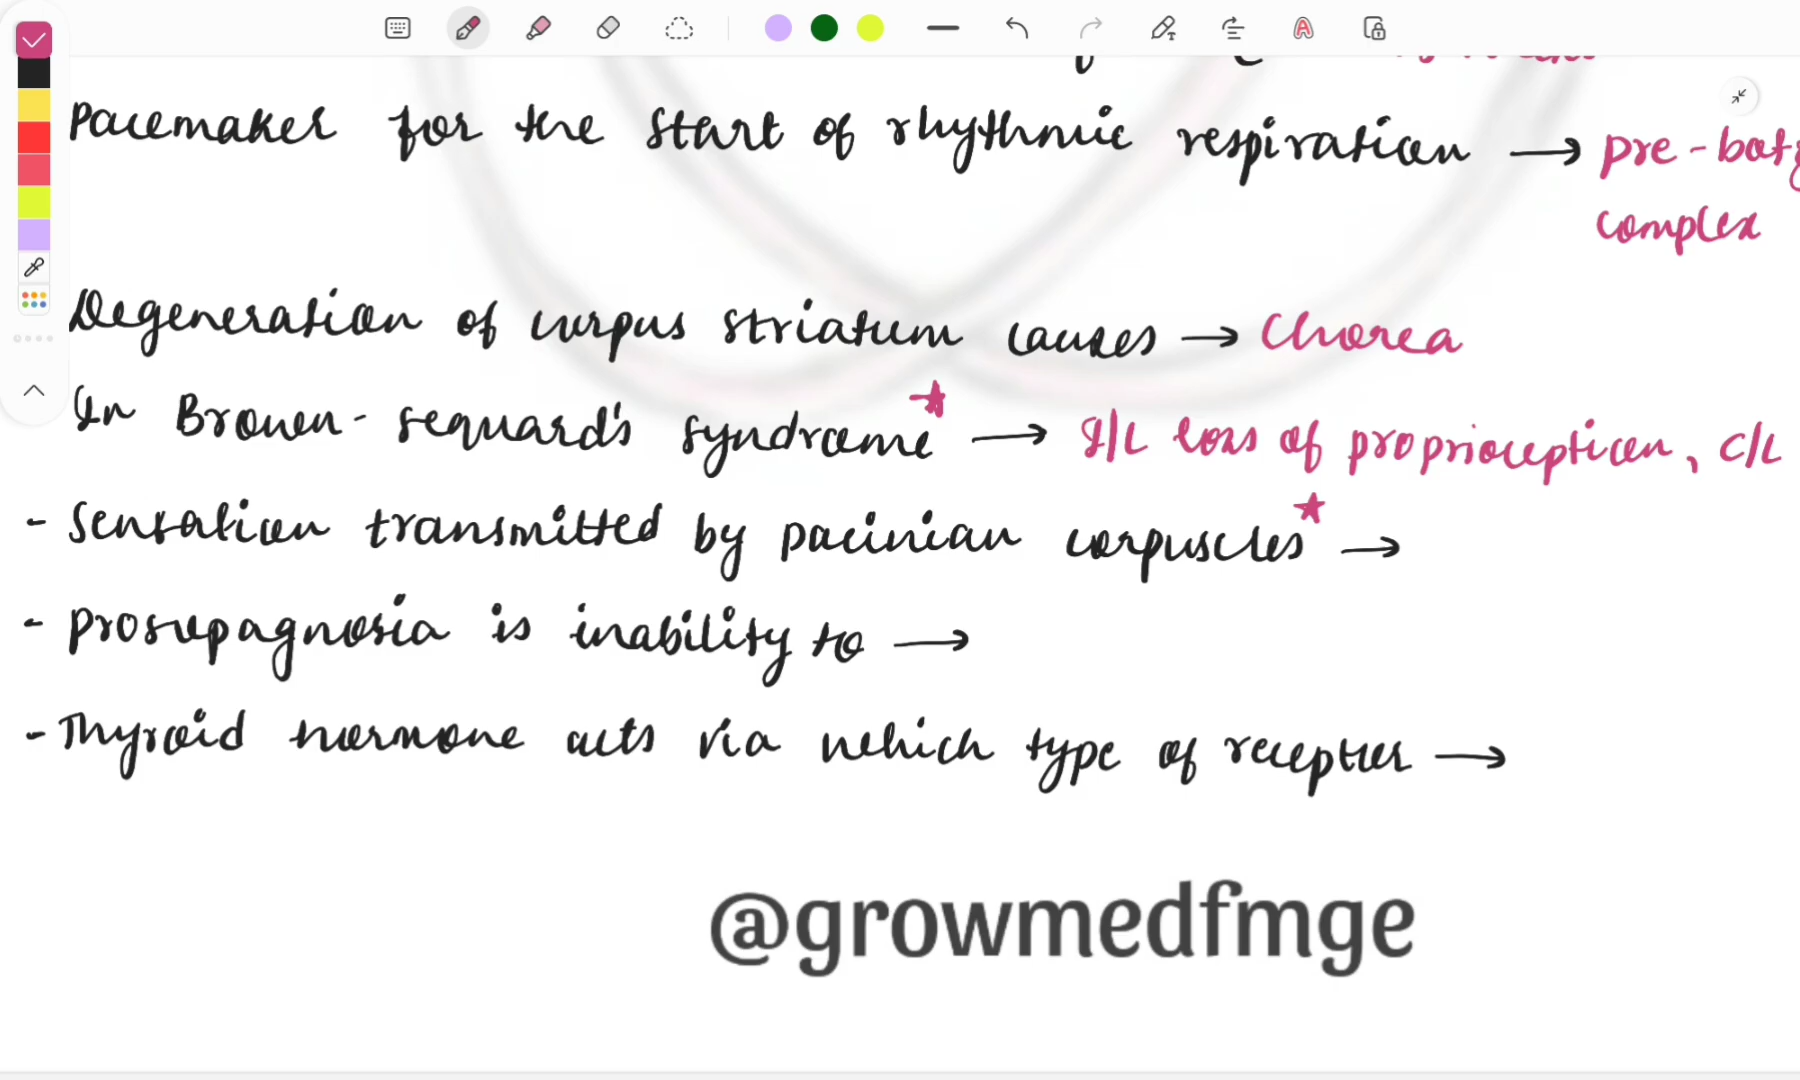 Pacemaker for the start of rhythmic respiration → pre-bot
complex
Degeneration of corpus striatum causes → Chorea
In Brown-sequard's syndrome → I/L loss of proprioception, C/L
- Sensation transmitted by pacinian corpuscles →
- Prosopagnosia is inability to →
- Thyroid hormone acts via which type of receptor →
@growmedfmge